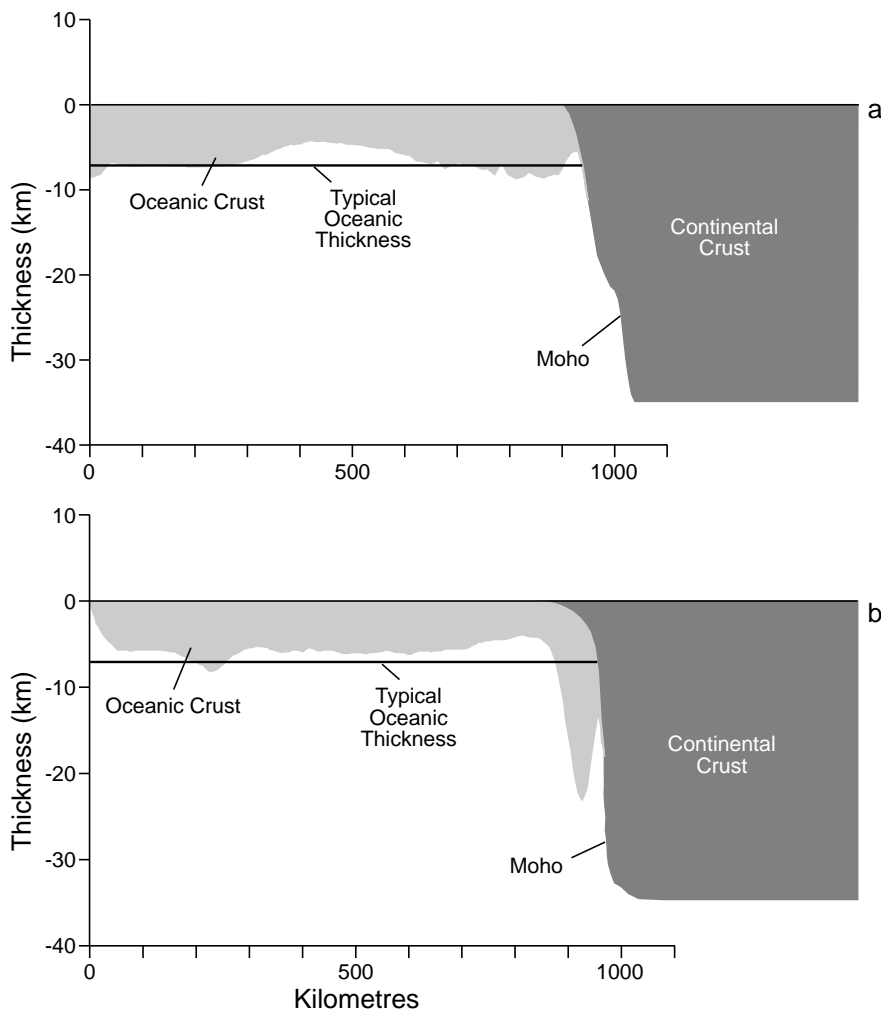 10
0
-10
-20
-30
-40
Thickness (km)
a
Oceanic Crust
Typical
Oceanic
Thickness
Continental
Crust
Moho
0
500
1000
10
0
-10
-20
-30
-40
Thickness (km)
b
Oceanic Crust
Typical
Oceanic
Thickness
Continental
Crust
Moho
0
500
1000
Kilometres